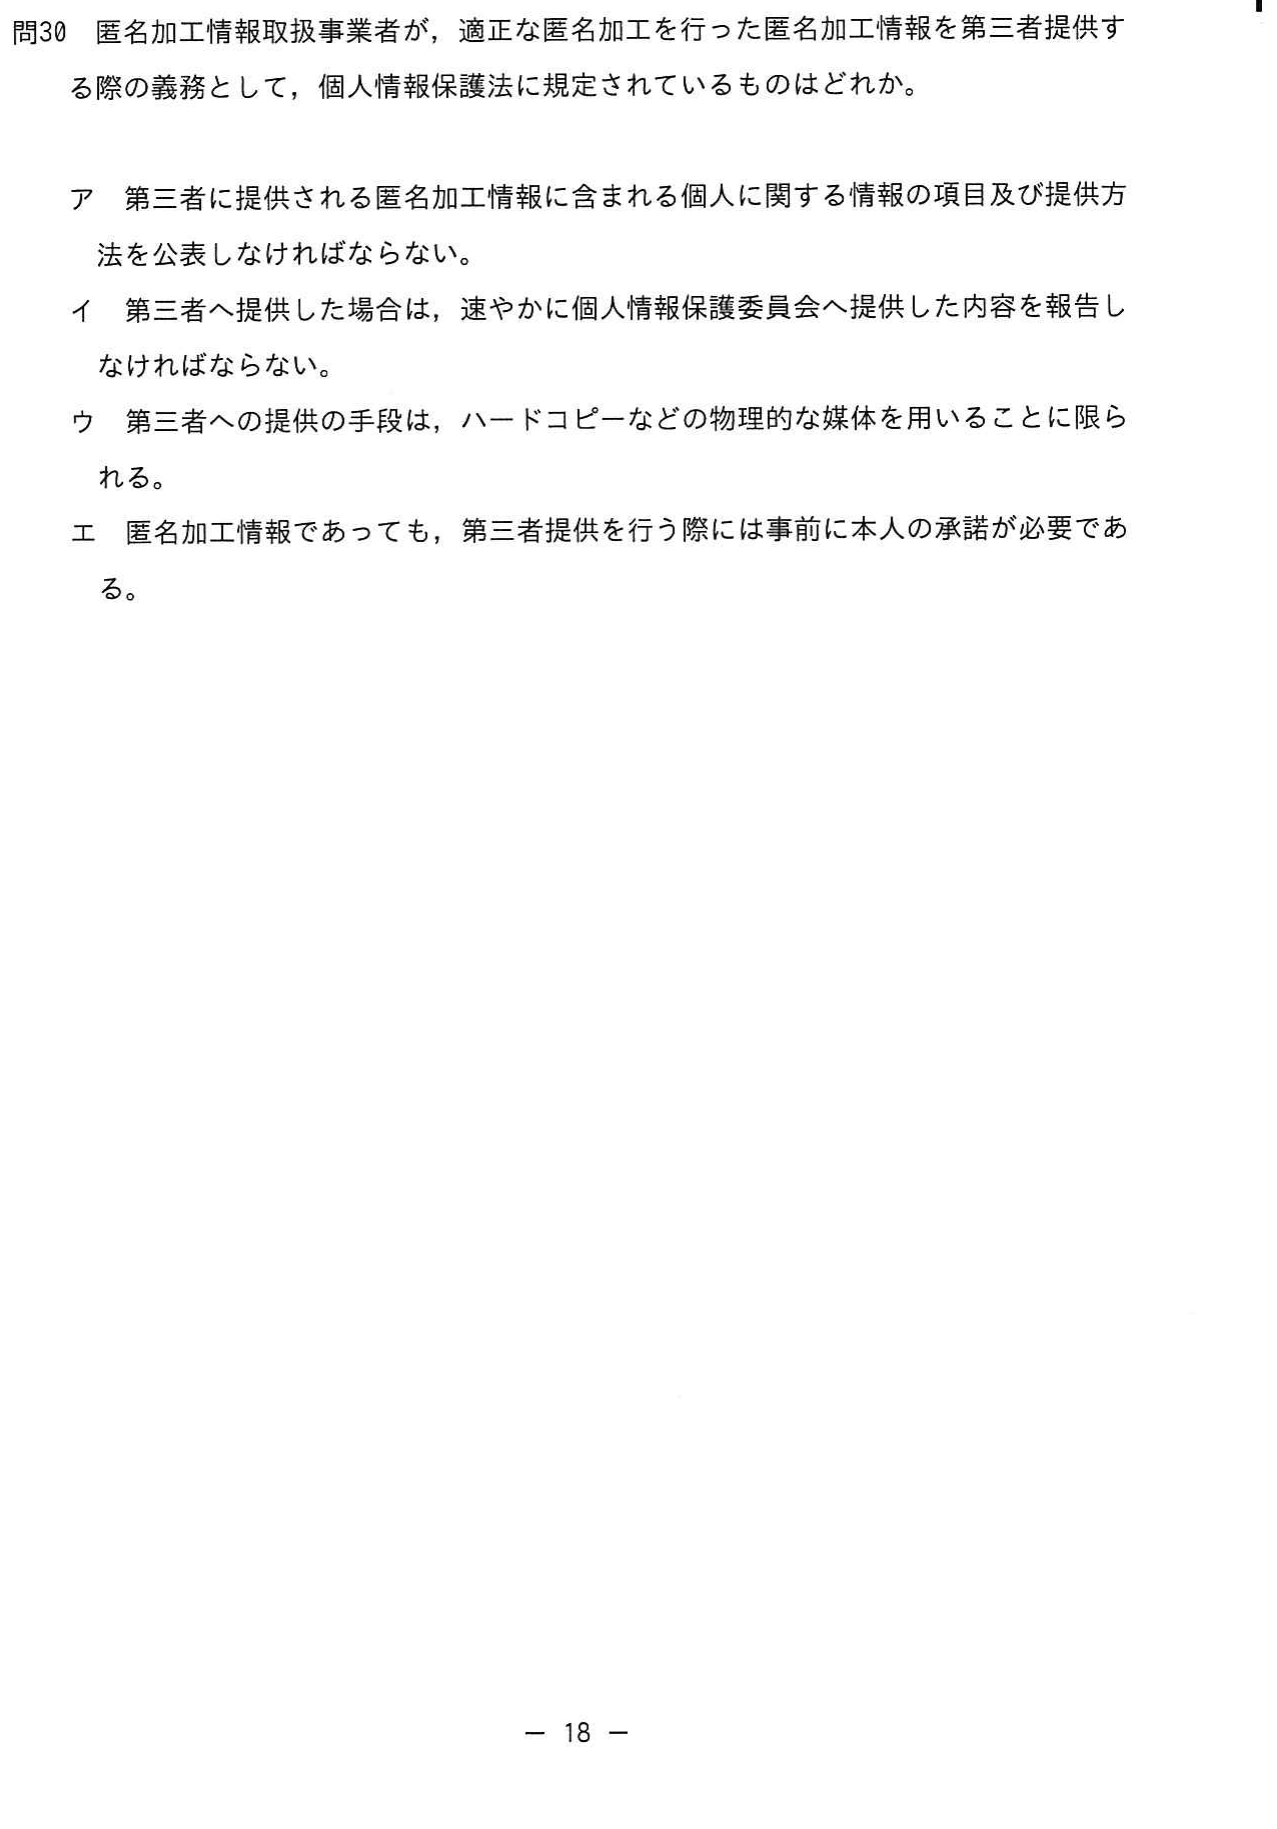 問30　匿名加工情報取扱事業者が，適正な匿名加工を行った匿名加工情報を第三者提供す
る際の義務として，個人情報保護法に規定されているものはどれか。
ア　第三者に提供される匿名加工情報に含まれる個人に関する情報の項目及び提供方
法を公表しなければならない。
イ　第三者へ提供した場合は，速やかに個人情報保護委員会へ提供した内容を報告し
なければならない。
ウ　第三者への提供の手段は，ハードコピーなどの物理的な媒体を用いることに限ら
れる。
エ　匿名加工情報であっても，第三者提供を行う際には事前に本人の承諾が必要であ
る。
― 18 ―